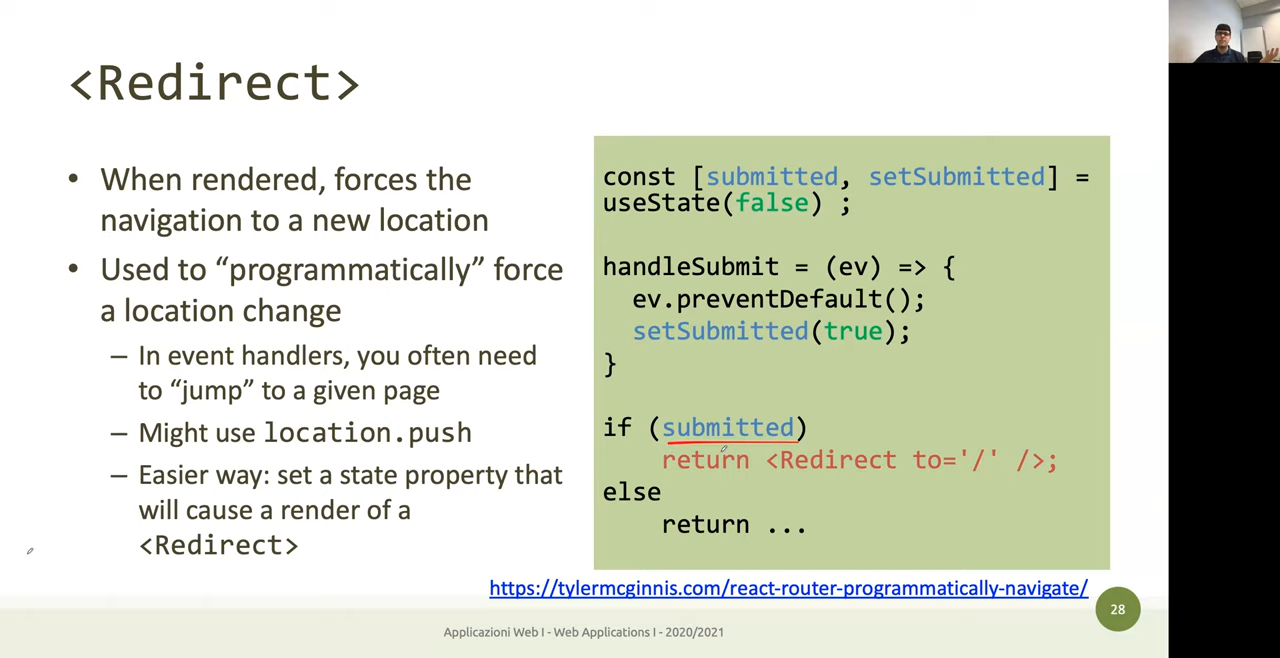 <Redirect>
• When rendered, forces the
navigation to a new location
• Used to “programmatically” force
a location change
– In event handlers, you often need
to “jump” to a given page
– Might use location.push
– Easier way: set a state property that
will cause a render of a
<Redirect>
const [submitted, setSubmitted] =
useState(false) ;
handleSubmit = (ev) => {
ev.preventDefault();
setSubmitted(true);
}
if (submitted)
return <Redirect to='/' />;
else
return ...
https://tylermcginnis.com/react-router-programmatically-navigate/
28
Applicazioni Web I - Web Applications I - 2020/2021